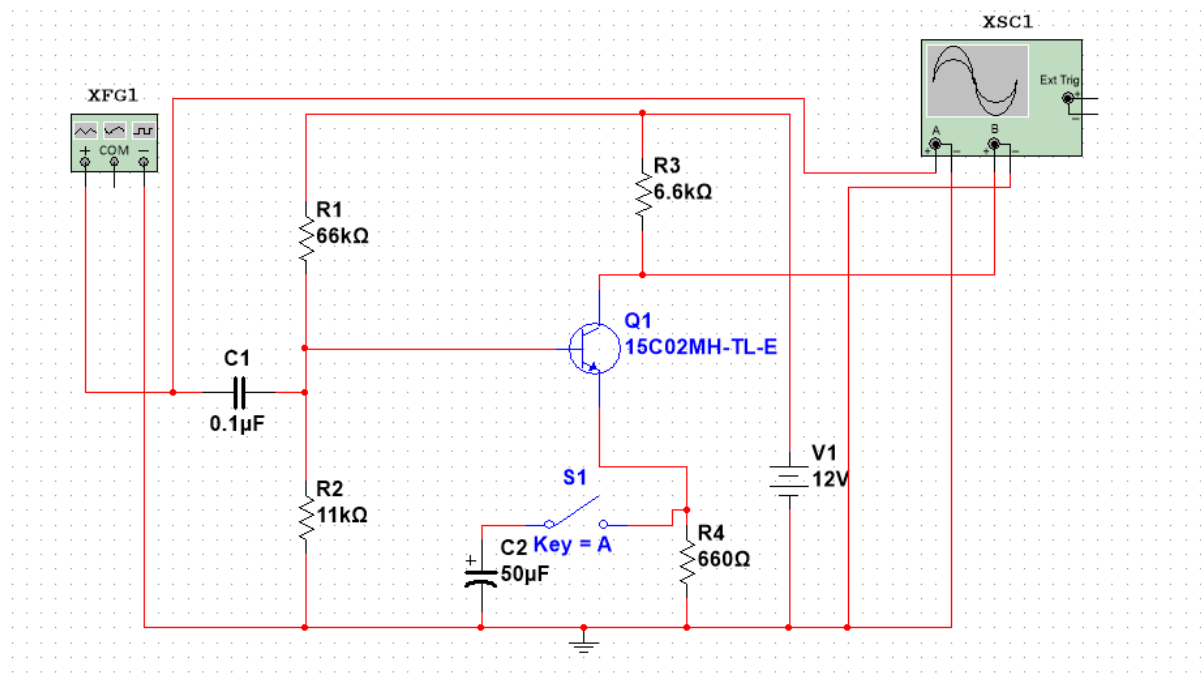 XSC1
Ext Trig
+
−
A
B
+
−
+
−
XFG1
+ COM −
R3
6.6kΩ
R1
66kΩ
Q1
15C02MH-TL-E
C1
0.1µF
V1
12V
S1
Key = A
R2
11kΩ
R4
660Ω
+
C2
50µF